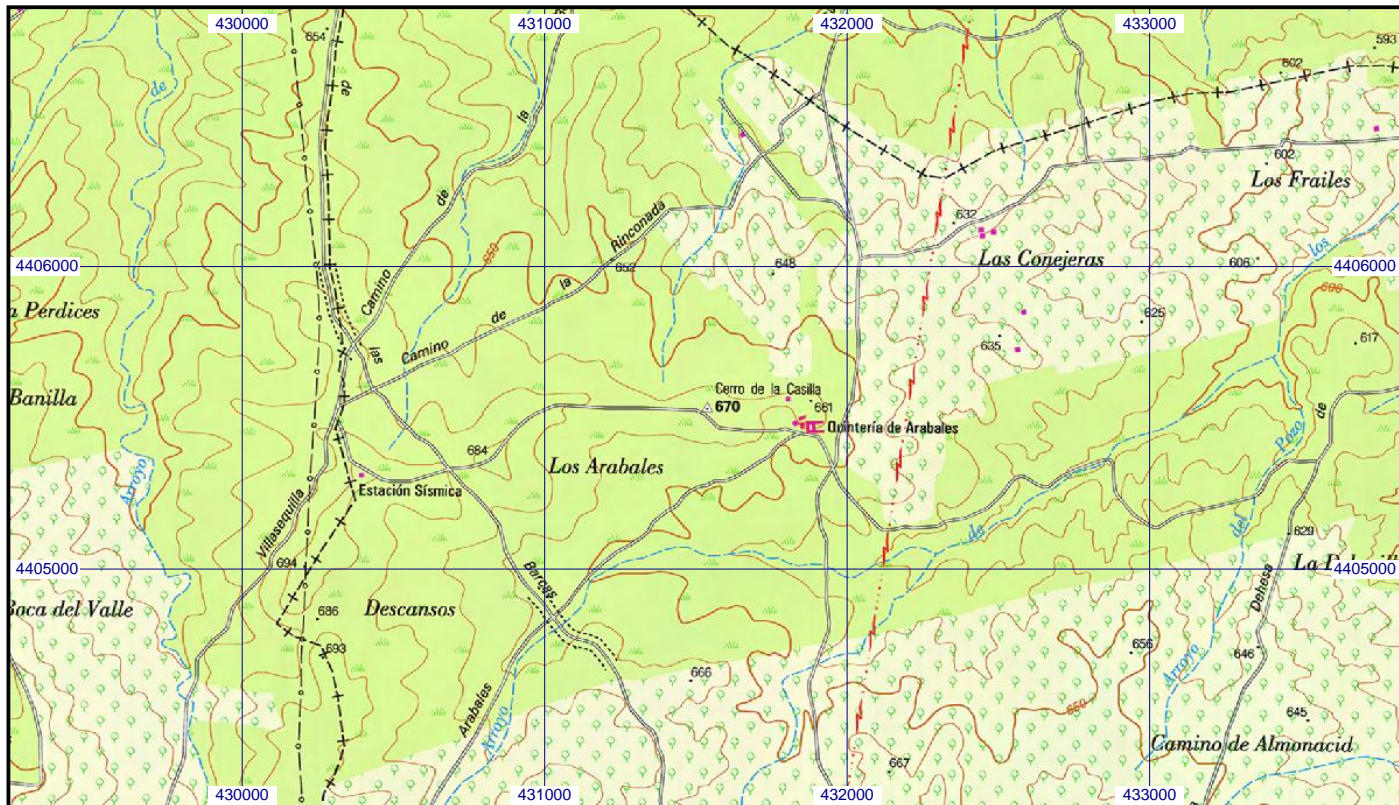 430000
431000
432000
433000
654
de
593
602
de
la
602
Los Frailes
de
Rinconada
632
los
Las Conejeras
606
4406000
4406000
650
652
648
600
la
Perdices
Camino
de
625
617
las
Camino
635
de
Banilla
Cerro de la Casilla
670
661
Quintería de Arabales
Pozo
684
Los Arabales
Arroyo
Estación Sísmica
Villasequilla
de
del
629
694
4405000
4405000
Barcas
Dehesa
La
Boca del Valle
686
Descansos
693
656
646
666
Arroyo
Arabales
Arroyo
650
645
Camino de Almonacid
667
430000
431000
432000
433000